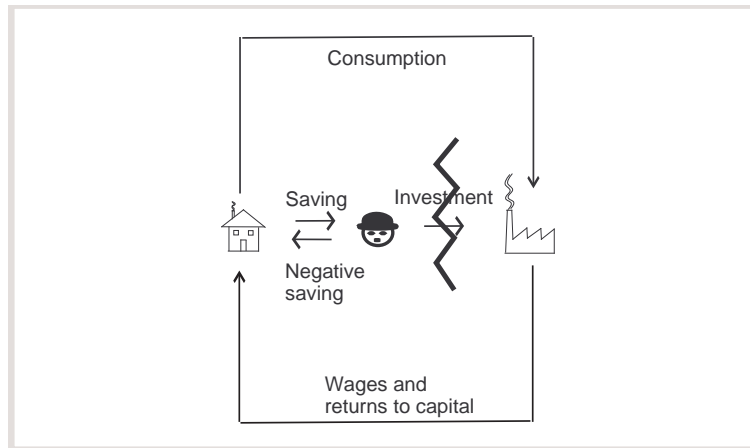 Consumption
Saving
Investment
Negative
saving
Wages and
returns to capital